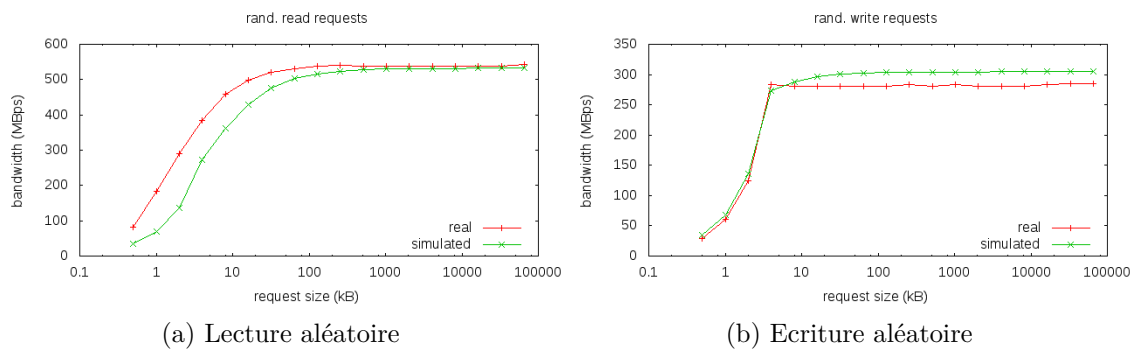 rand. read requests
600
500
400
300
200
100
0
bandwidth (MBps)
real
simulated
0.1 1 10 100 1000 10000 100000
request size (kB)
(a) Lecture aléatoire
rand. write requests
350
300
250
200
150
100
50
0
bandwidth (MBps)
real
simulated
0.1 1 10 100 1000 10000 100000
request size (kB)
(b) Ecriture aléatoire